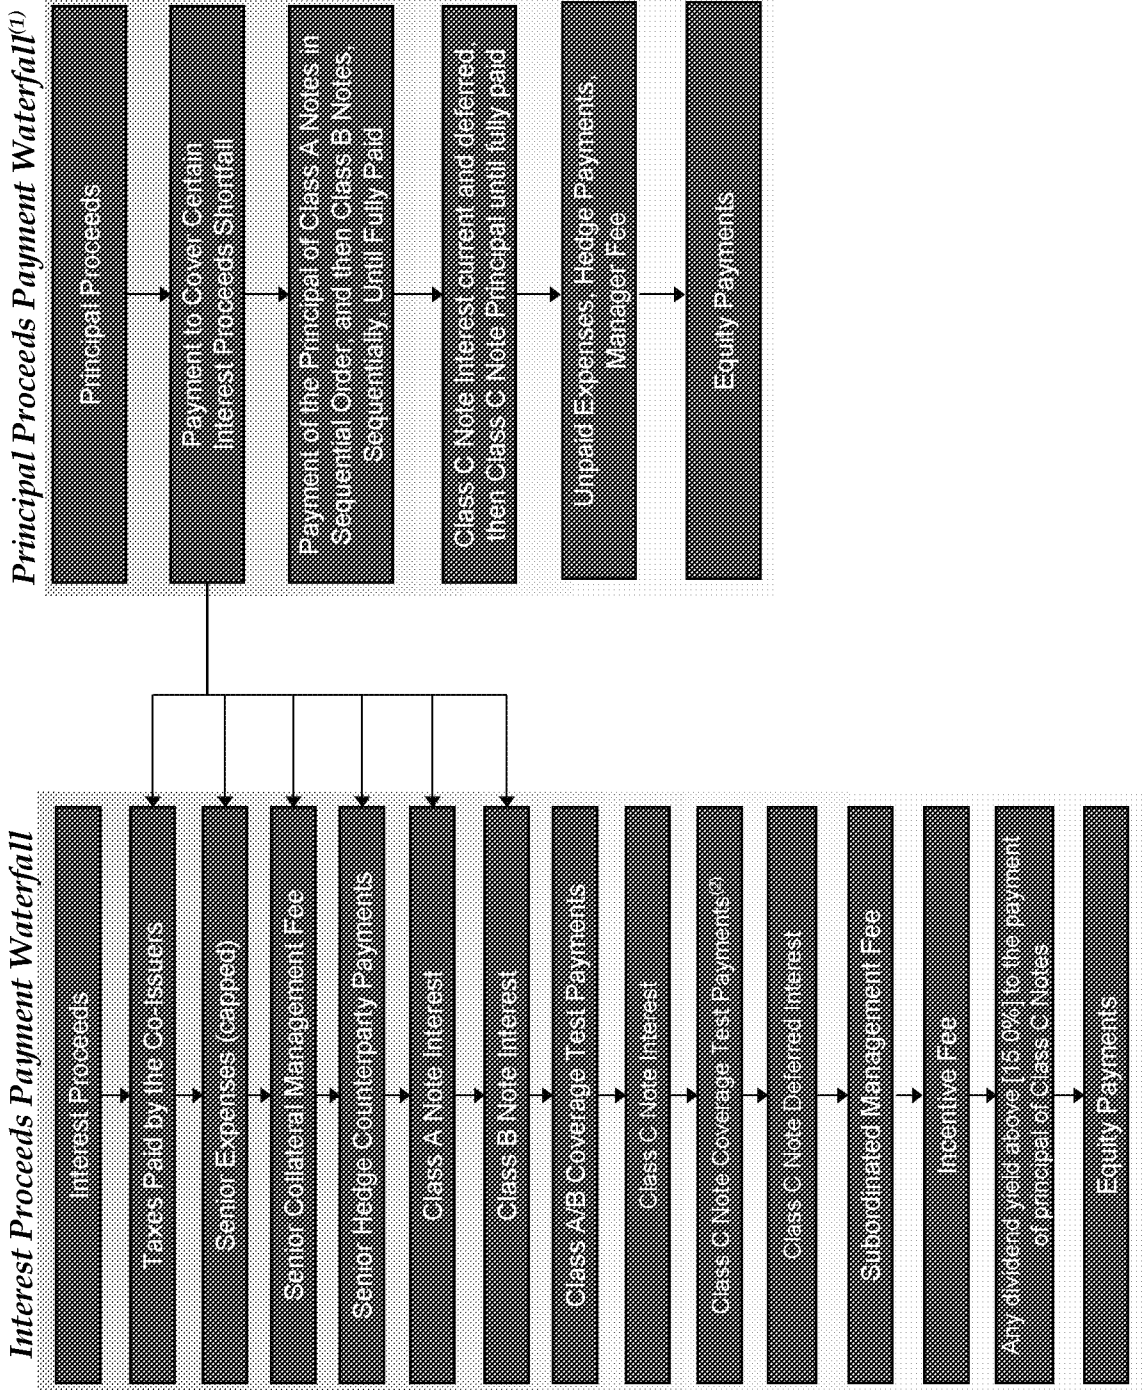 Interest Proceeds Payment Waterfall
Interest Proceeds
Taxes Paid by the Co-Issuers
Senior Expenses (capped)
Senior Collateral Management Fee
Senior Hedge Counterparty Payments
Class A Note Interest
Class B Note Interest
Class A/B Coverage Test Payments
Class C Note Interest
Class C Note Coverage Test Payments(2)
Class C Note Deferred Interest
Subordinated Management Fee
Incentive Fee
Any dividend yield above [15.0%] to the payment
of principal of Class C Notes
Equity Payments
Principal Proceeds Payment Waterfall(1)
Principal Proceeds
Payment to Cover Certain
Interest Proceeds Shortfall
Payment of the Principal of Class A Notes in
Sequential Order, and then Class B Notes,
Sequentially, Until Fully Paid
Class C Note Interest current and deferred
then Class C Note Principal until fully paid
Unpaid Expenses, Hedge Payments,
Manager Fee
Equity Payments